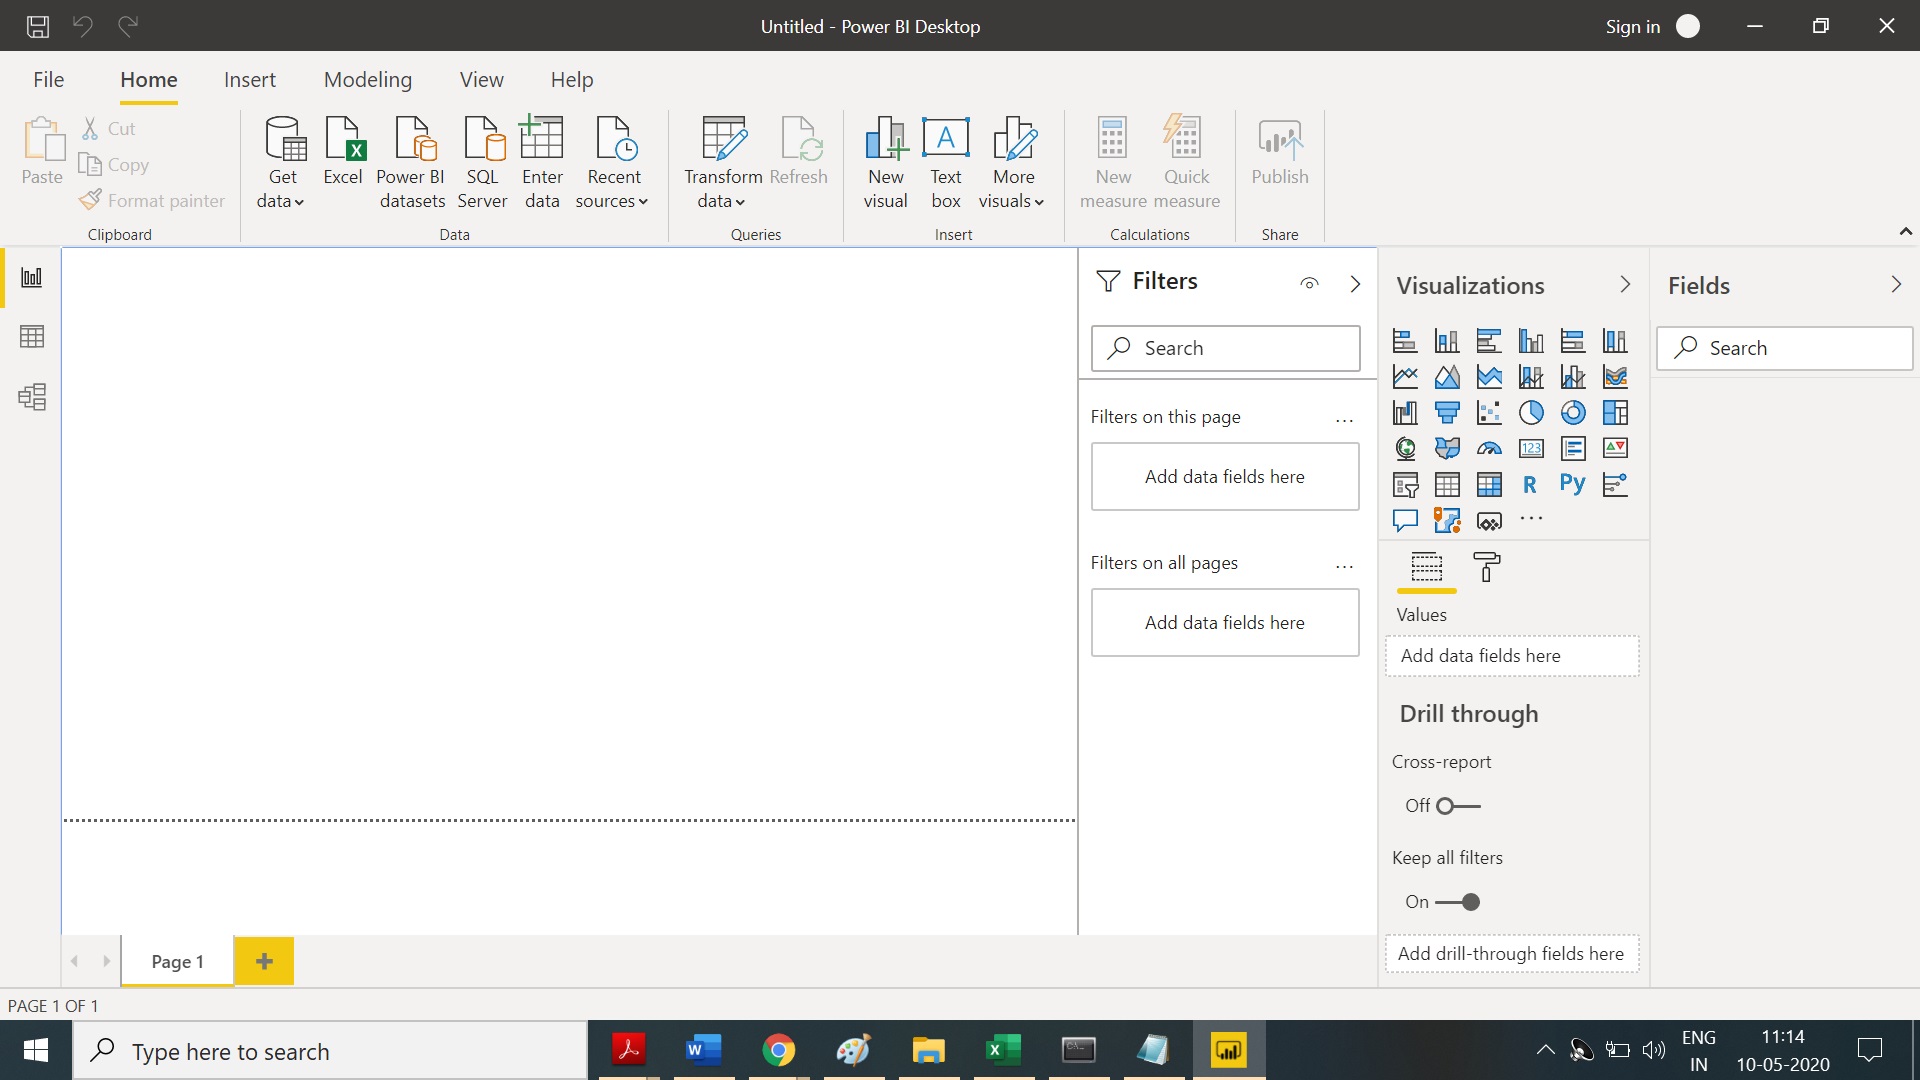 Untitled - Power BI Desktop
Sign in
File Home Insert Modeling View Help
Paste
Cut
Copy
Format painter
Clipboard
Get data
Excel
Power BI datasets
SQL Server
Enter data
Recent sources
Data
Transform data
Refresh
Queries
New visual
Text box
More visuals
Insert
New measure
Quick measure
Calculations
Publish
Share
Filters
Search
Filters on this page ...
Add data fields here
Filters on all pages ...
Add data fields here
Visualizations
123
R Py
...
Values
Add data fields here
Drill through
Cross-report
Off
Keep all filters
On
Add drill-through fields here
Fields
Search
Page 1
PAGE 1 OF 1
Type here to search
ENG
IN
11:14
10-05-2020